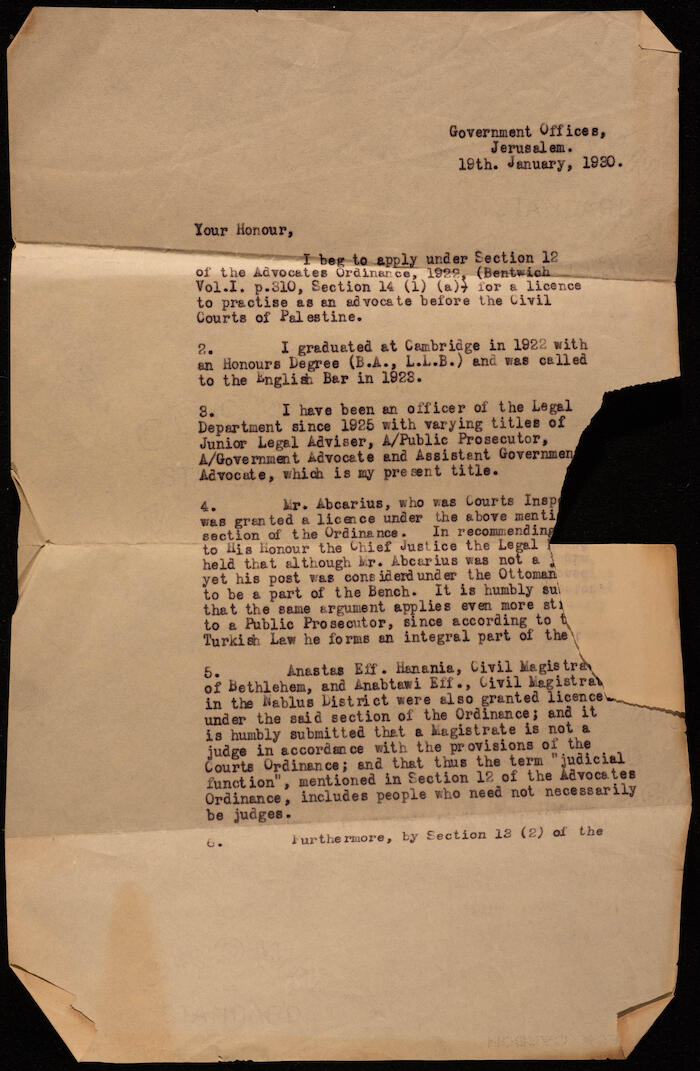 Government Offices,
Jerusalem.
19th. January, 1930.
Your Honour,
I beg to apply under Section 12
of the Advocates Ordinance, 1922, (Bentwich
Vol.I. p.310, Section 14 (1) (a)) for a licence
to practise as an advocate before the Civil
Courts of Palestine.
2. I graduated at Cambridge in 1922 with
an Honours Degree (B.A., L.L.B.) and was called
to the English Bar in 1923.
3. I have been an officer of the Legal
Department since 1925 with varying titles of
Junior Legal Adviser, A/Public Prosecutor,
A/Government Advocate and Assistant Governmen
Advocate, which is my present title.
4. Mr. Abcarius, who was Courts Insp
was granted a licence under the above menti
section of the Ordinance. In recommending
to His Honour the Chief Justice the Legal
held that although Mr. Abcarius was not a
yet his post was considerdunder the Ottoman
to be a part of the Bench. It is humbly su
that the same argument applies even more st
to a Public Prosecutor, since according to t
Turkish Law he forms an integral part of the
5. Anastas Eff. Hanania, Civil Magistra
of Bethlehem, and Anabtawi Eff., Civil Magistrat
in the Nablus District were also granted licence
under the said section of the Ordinance; and it
is humbly submitted that a Magistrate is not a
judge in accordance with the provisions of the
Courts Ordinance; and that thus the term "judicial
function", mentioned in Section 12 of the Advocates
Ordinance, includes people who need not necessarily
be judges.
6. Furthermore, by Section 13 (2) of the